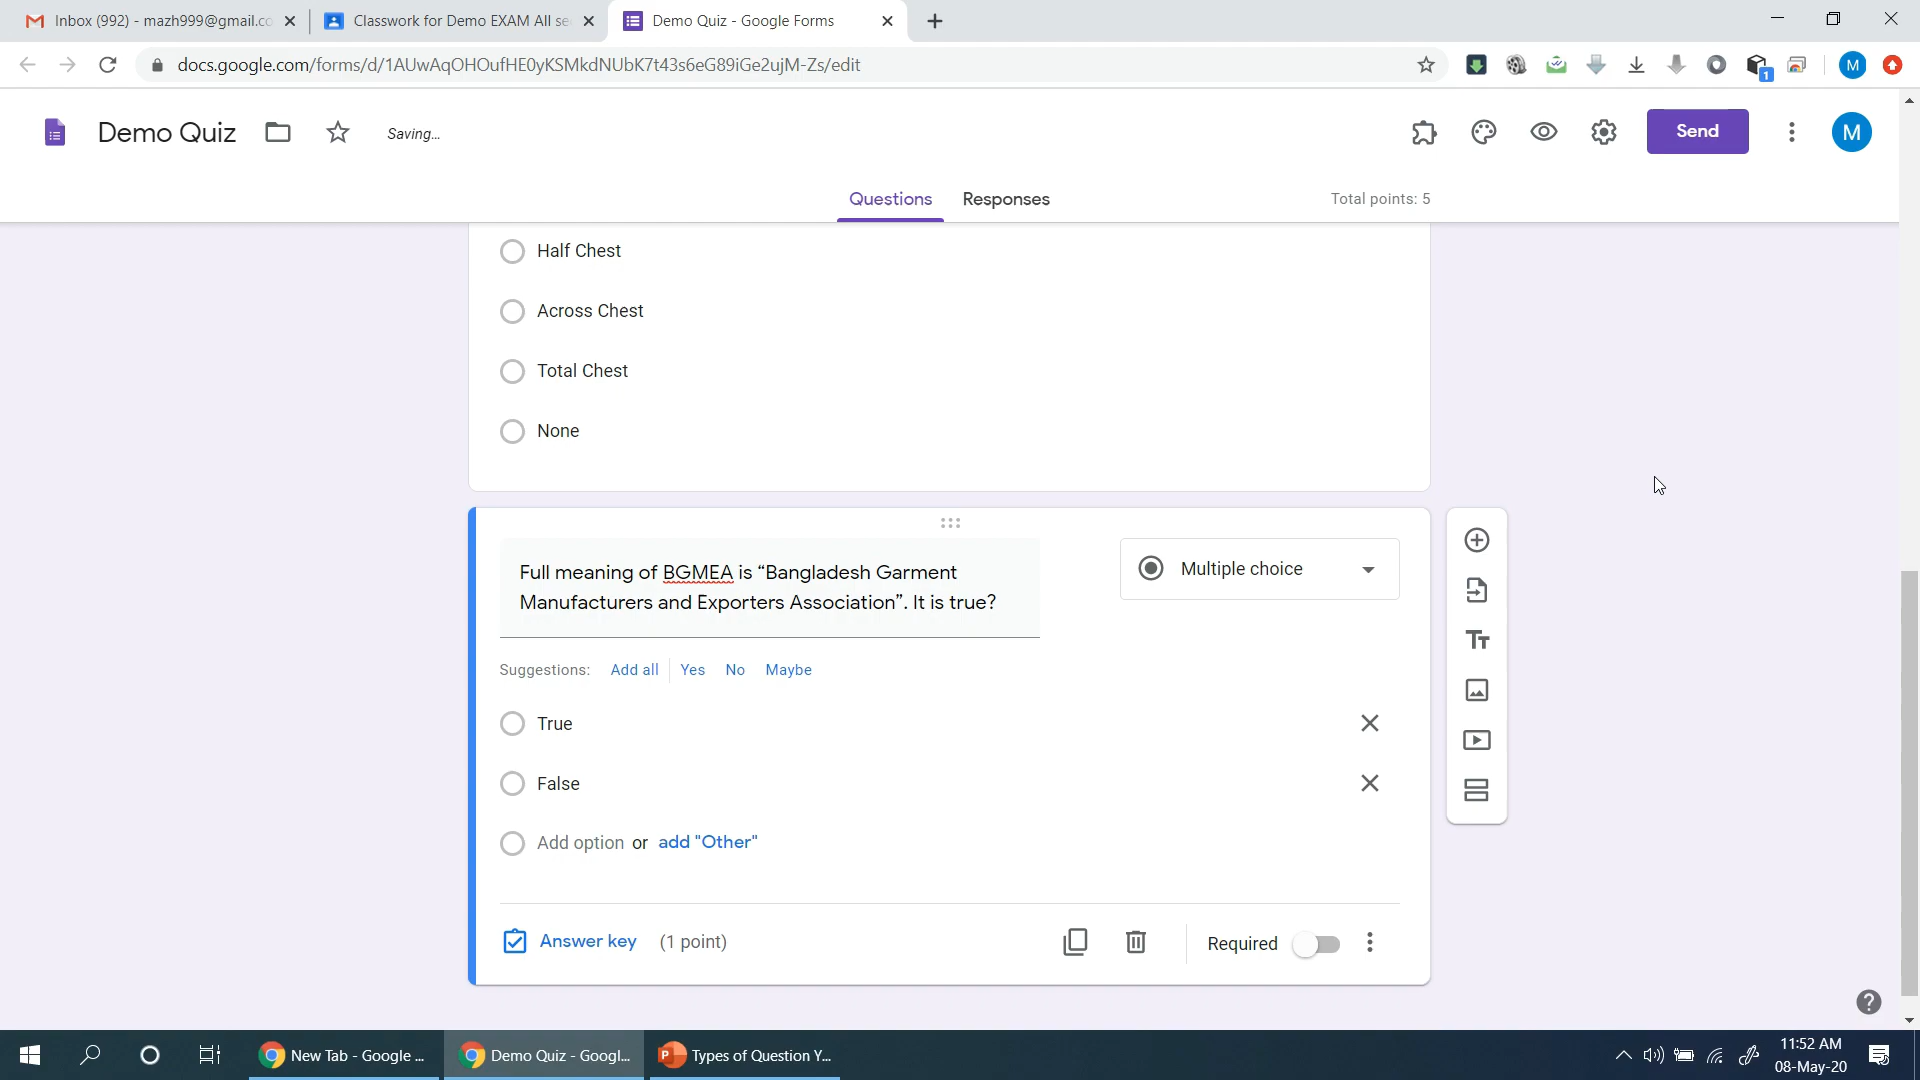 Inbox (992) - mazh999@gmail.co
Classwork for Demo EXAM All se
Demo Quiz - Google Forms
docs.google.com/forms/d/1AUwAqOHOufHE0yKSMkdNUbK7t43s6eG89iGe2ujM-Zs/edit
M
1
Demo Quiz
Saving...
Send
M
Questions
Responses
Total points: 5
Half Chest
Across Chest
Total Chest
None
Full meaning of BGMEA is “Bangladesh Garment
Manufacturers and Exporters Association”. It is true?
Multiple choice
Suggestions: Add all Yes No Maybe
True
False
Add option or add "Other"
Answer key (1 point)
Required
New Tab - Google ...
Demo Quiz - Googl...
Types of Question Y...
11:52 AM
08-May-20